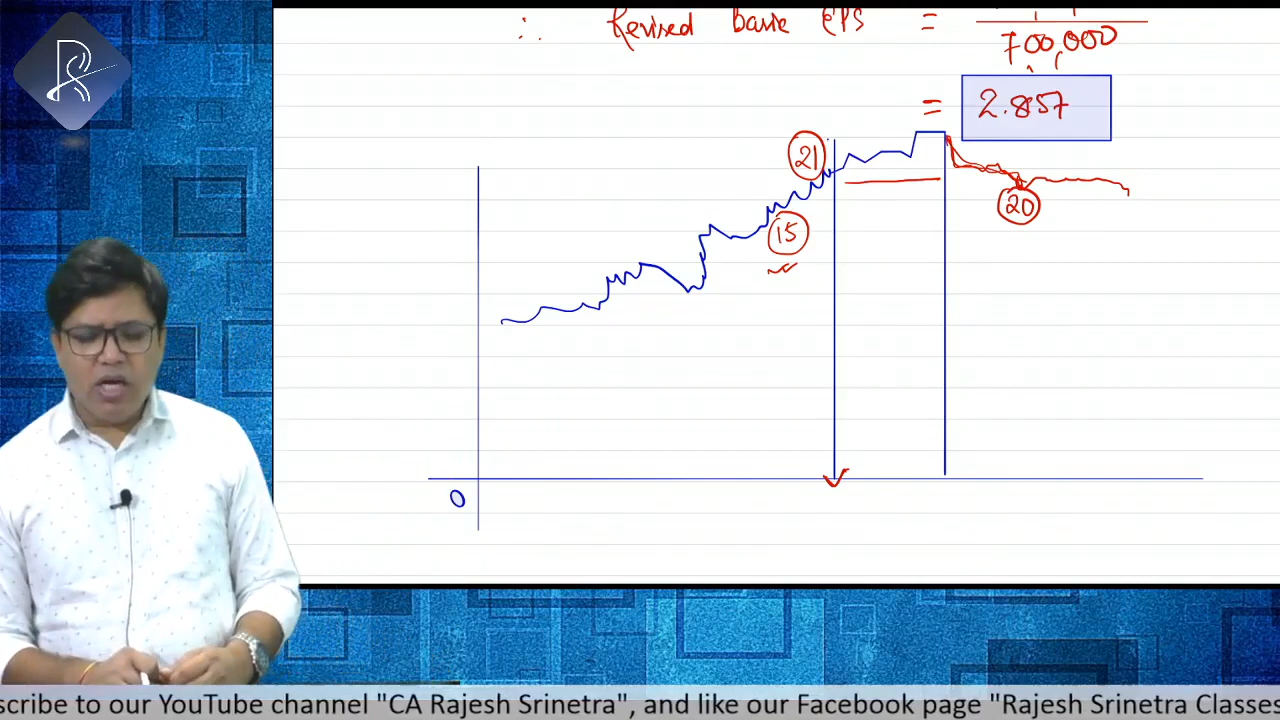 ∴ Revised basic EPS =
700,000
= 2.857
21
20
15
0
RS
scribe to our YouTube channel "CA Rajesh Srinetra", and like our Facebook page "Rajesh Srinetra Classes